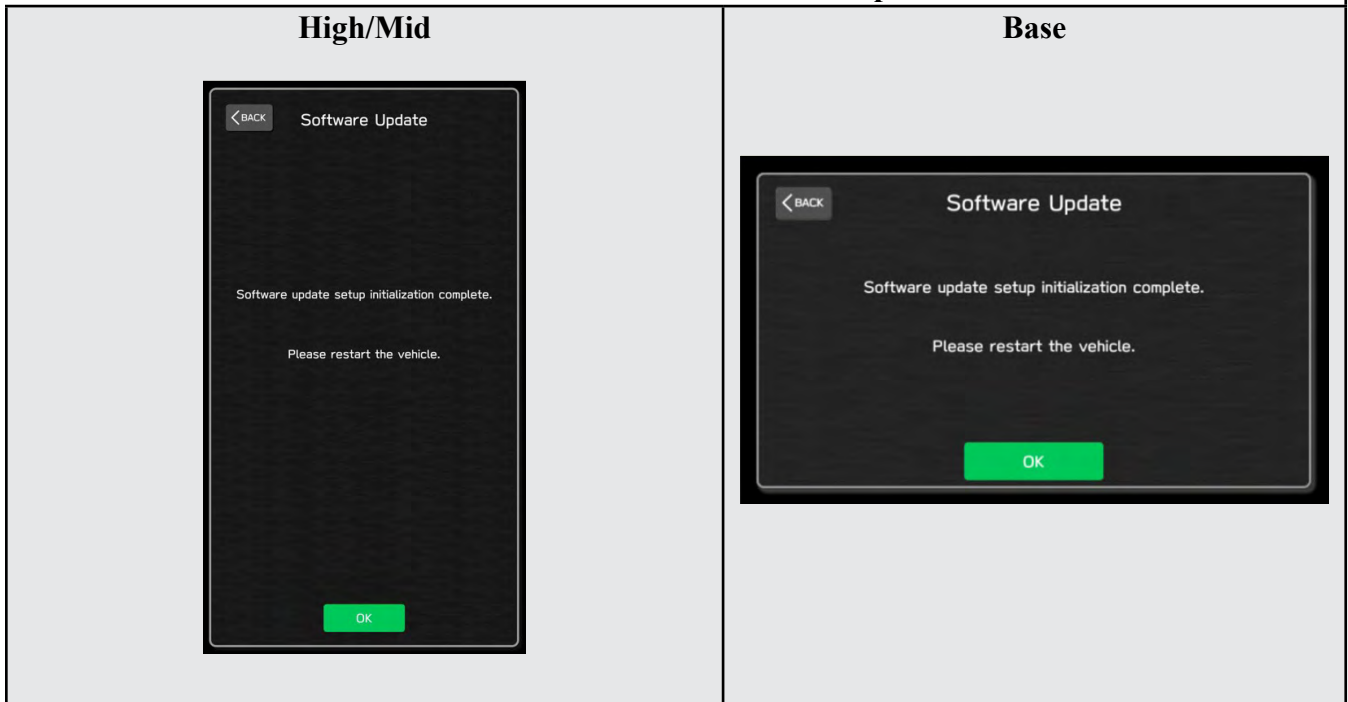 High/Mid
Base
BACK
Software Update
Software update setup initialization complete.
Please restart the vehicle.
OK
BACK
Software Update
Software update setup initialization complete.
Please restart the vehicle.
OK